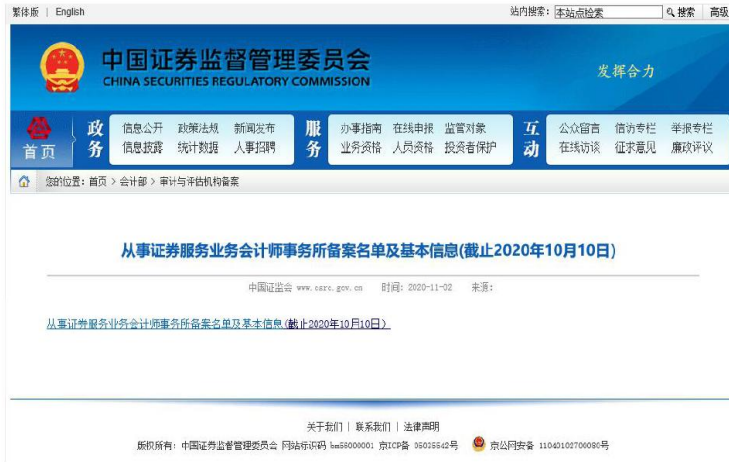 繁体版 | English 站内搜索: 本站点检索 搜索 高级
中国证券监督管理委员会
CHINA SECURITIES REGULATORY COMMISSION
发挥合力
首页 政务 信息公开 政策法规 新闻发布 服务 办事指南 在线申报 监管对象 互动 公众留言 信访专栏 举报专栏
信息披露 统计数据 人事招聘 业务资格 人员资格 投资者保护 在线访谈 征求意见 廉政评议
您的位置：首页 > 会计部 > 审计与评估机构备案
从事证券服务业务会计师事务所备案名单及基本信息(截止2020年10月10日)
中国证监会 www.csrc.gov.cn 时间：2020-11-02 来源：
从事证券服务业务会计师事务所备案名单及基本信息(截止2020年10月10日)
关于我们 | 联系我们 | 法律声明
版权所有：中国证券监督管理委员会 网站标识码 bm56000001 京ICP备 05035542号 京公网安备 11040102700080号